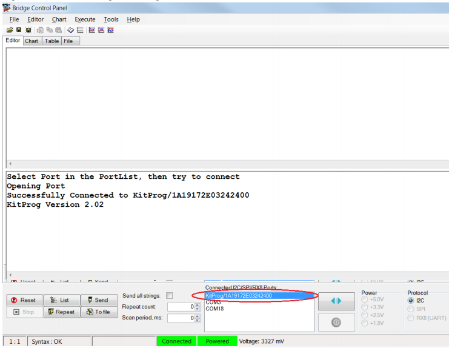 Bridge Control Panel
File Editor Chart Execute Tools Help
Editor Chart Table File
Select Port in the PortList, then try to connect
Opening Port
Successfully Connected to KitProg/1A19172E03242400
KitProg Version 2.02
Connected I2C/SPI/RX8 Ports:
KitProg/1A19172E03242400
COM3
COM18
Reset List Send
Stop Repeat To file
Send all strings:
Repeat count: 0
Scan period, ms: 0
Power
+5.0V
+3.3V
+2.5V
+1.8V
Protocol
I2C
SPI
RX8 (UART)
1:1 Syntax: OK Connected Powered Voltage: 3327 mV